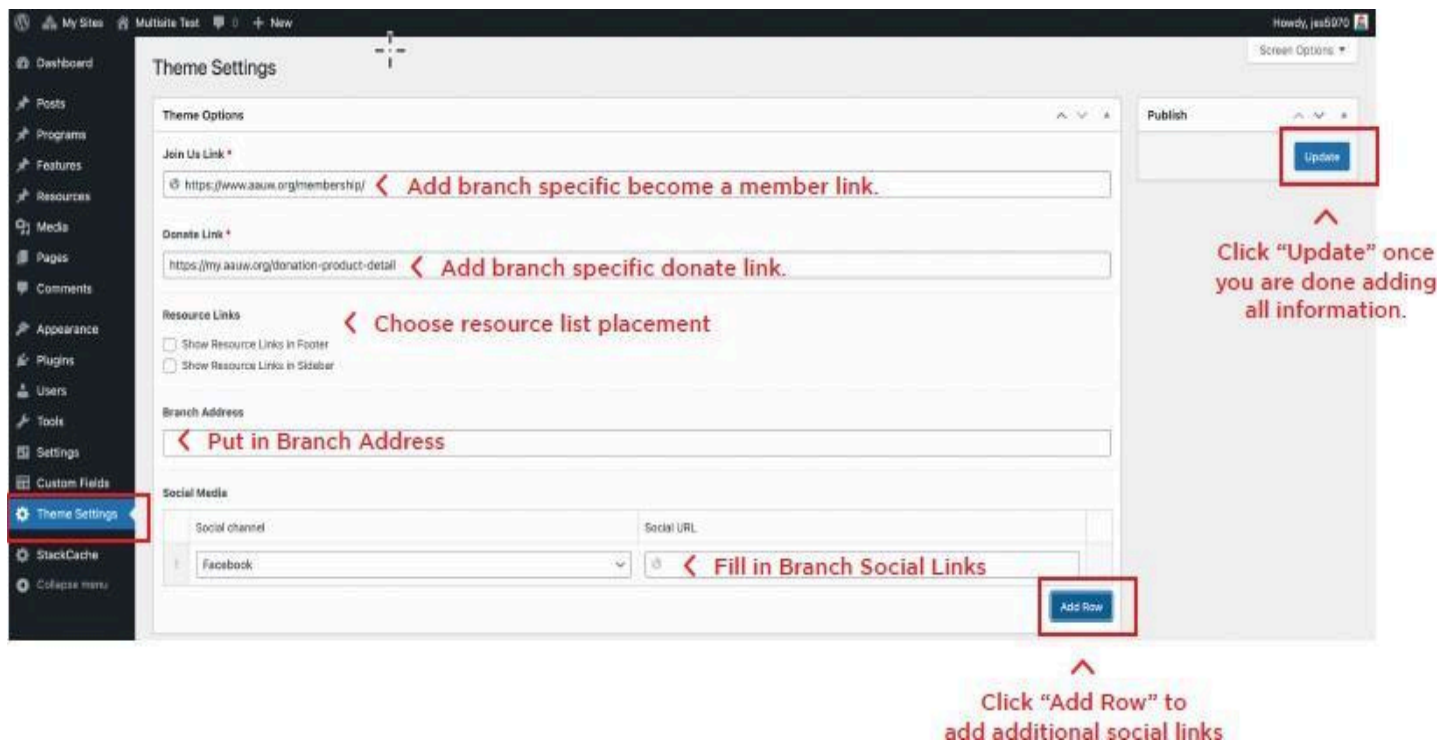 My Sites Multisite Test 0 + New Howdy, jes5970
Screen Options
Dashboard
Posts
Programs
Features
Resources
Media
Pages
Comments
Appearance
Plugins
Users
Tools
Settings
Custom Fields
Theme Settings
StackCache
Collapse menu
Theme Settings
Theme Options
Join Us Link *
https://www.aauw.org/membership/ Add branch specific become a member link.
Donate Link *
https://my.aauw.org/donation-product-detail Add branch specific donate link.
Resource Links
Choose resource list placement
Show Resource Links in Footer
Show Resource Links in Sidebar
Branch Address
Put in Branch Address
Social Media
Social channel Social URL
1 Facebook Fill in Branch Social Links
Add Row
Click “Add Row” to
add additional social links
Publish
Update
Click “Update” once
you are done adding
all information.